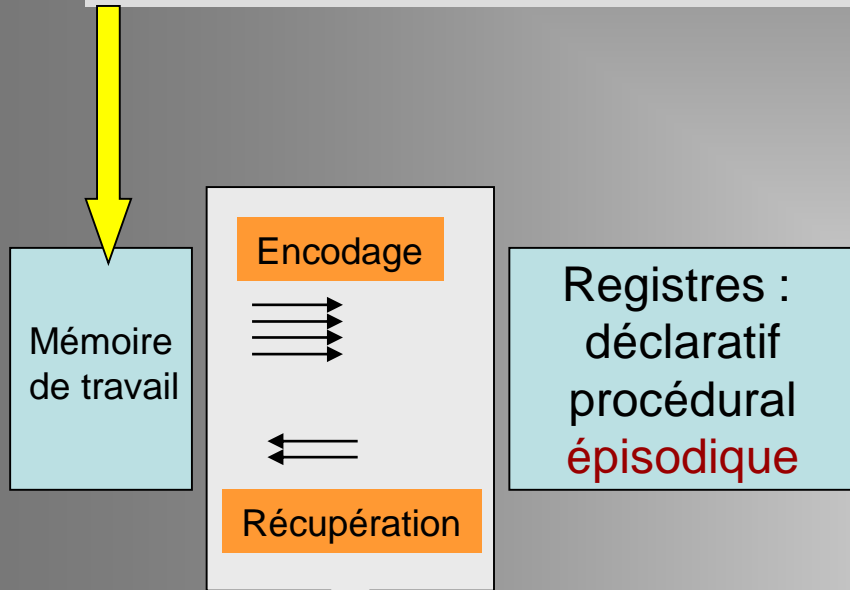 Mémoire
de travail
Encodage
Récupération
Registres :
déclaratif
procédural
épisodique